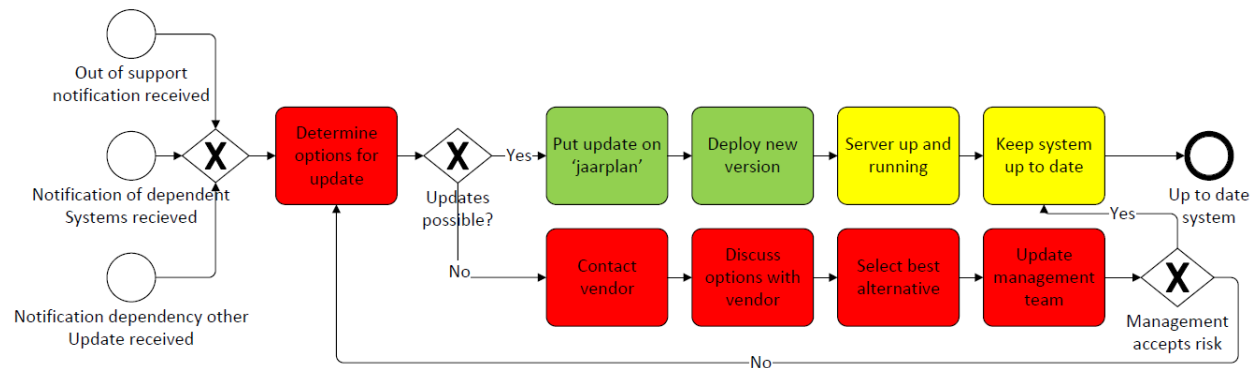 Out of support
notification received
Notification of dependent
Systems recieved
Notification dependency other
Update received
X
Determine
options for
update
X
Updates
possible?
Yes
No
Put update on
‘jaarplan’
Deploy new
version
Server up and
running
Keep system
up to date
Up to date
system
Contact
vendor
Discuss
options with
vendor
Select best
alternative
Update
management
team
Yes
X
Management
accepts risk
No